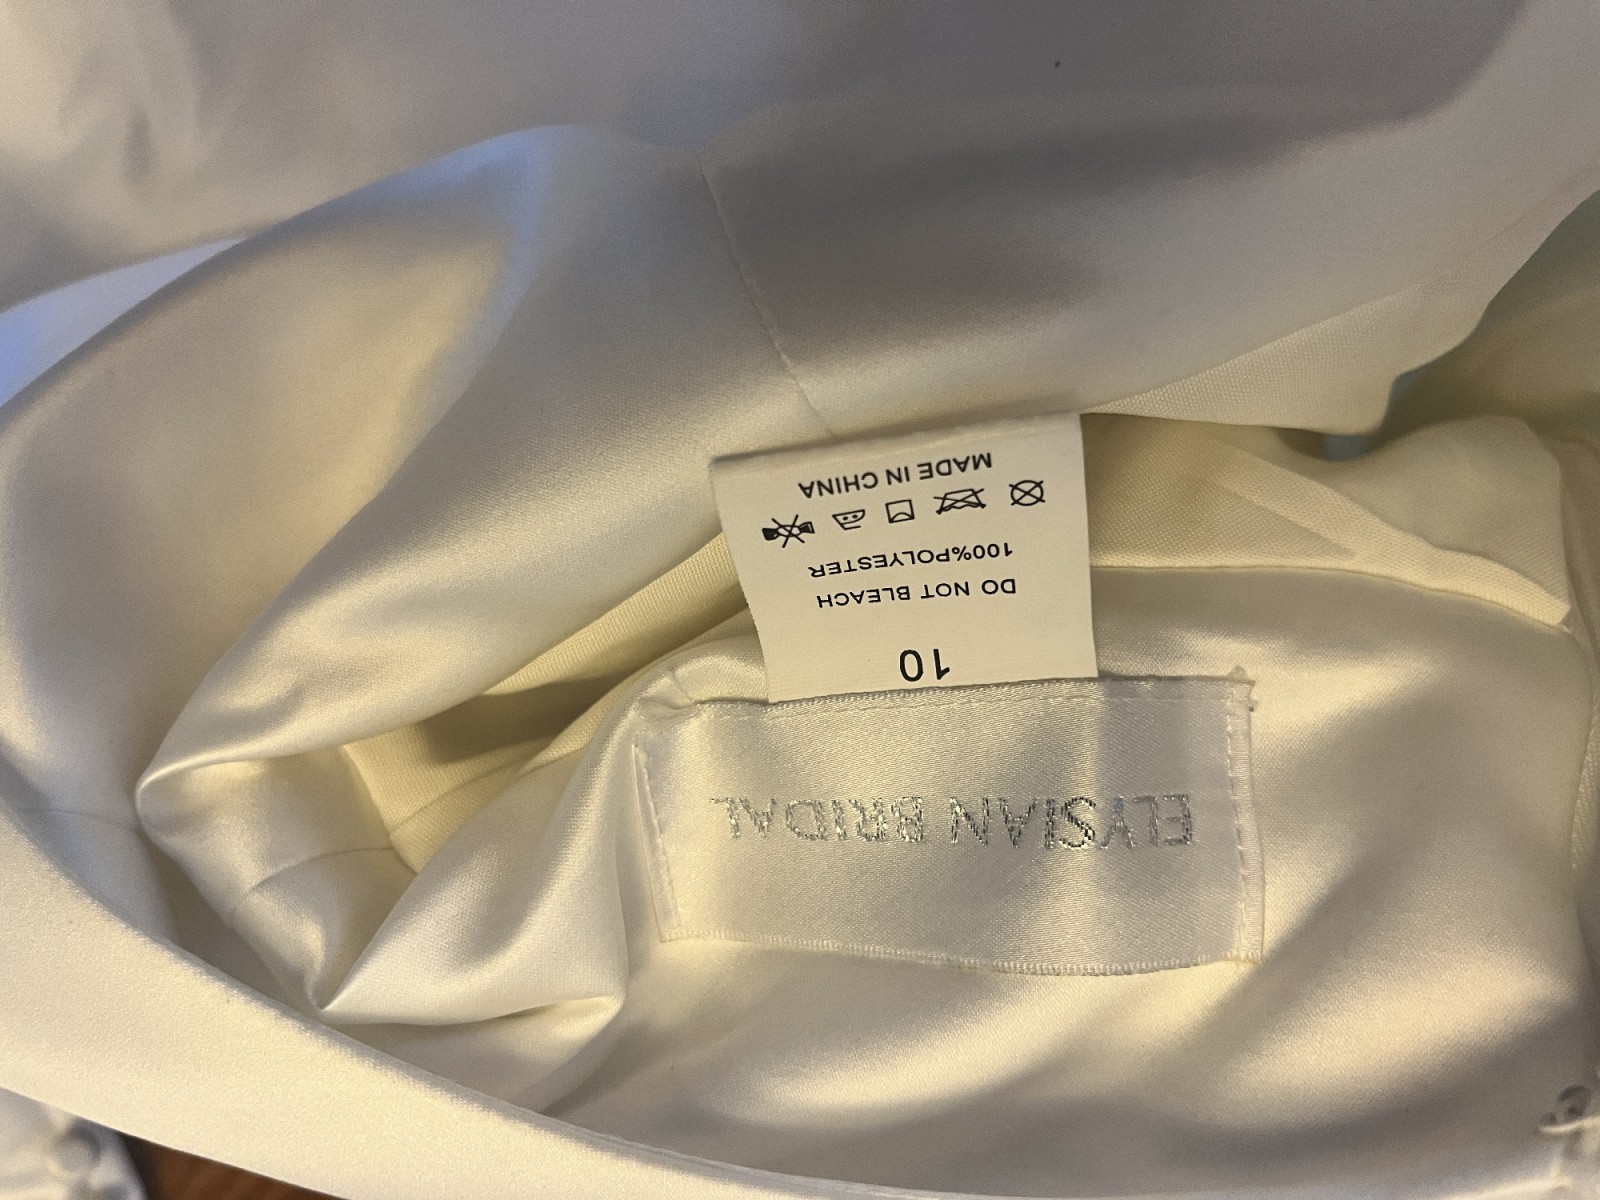 ELYSIAN BRIDAL
10
DO NOT BLEACH
100%POLYESTER
MADE IN CHINA